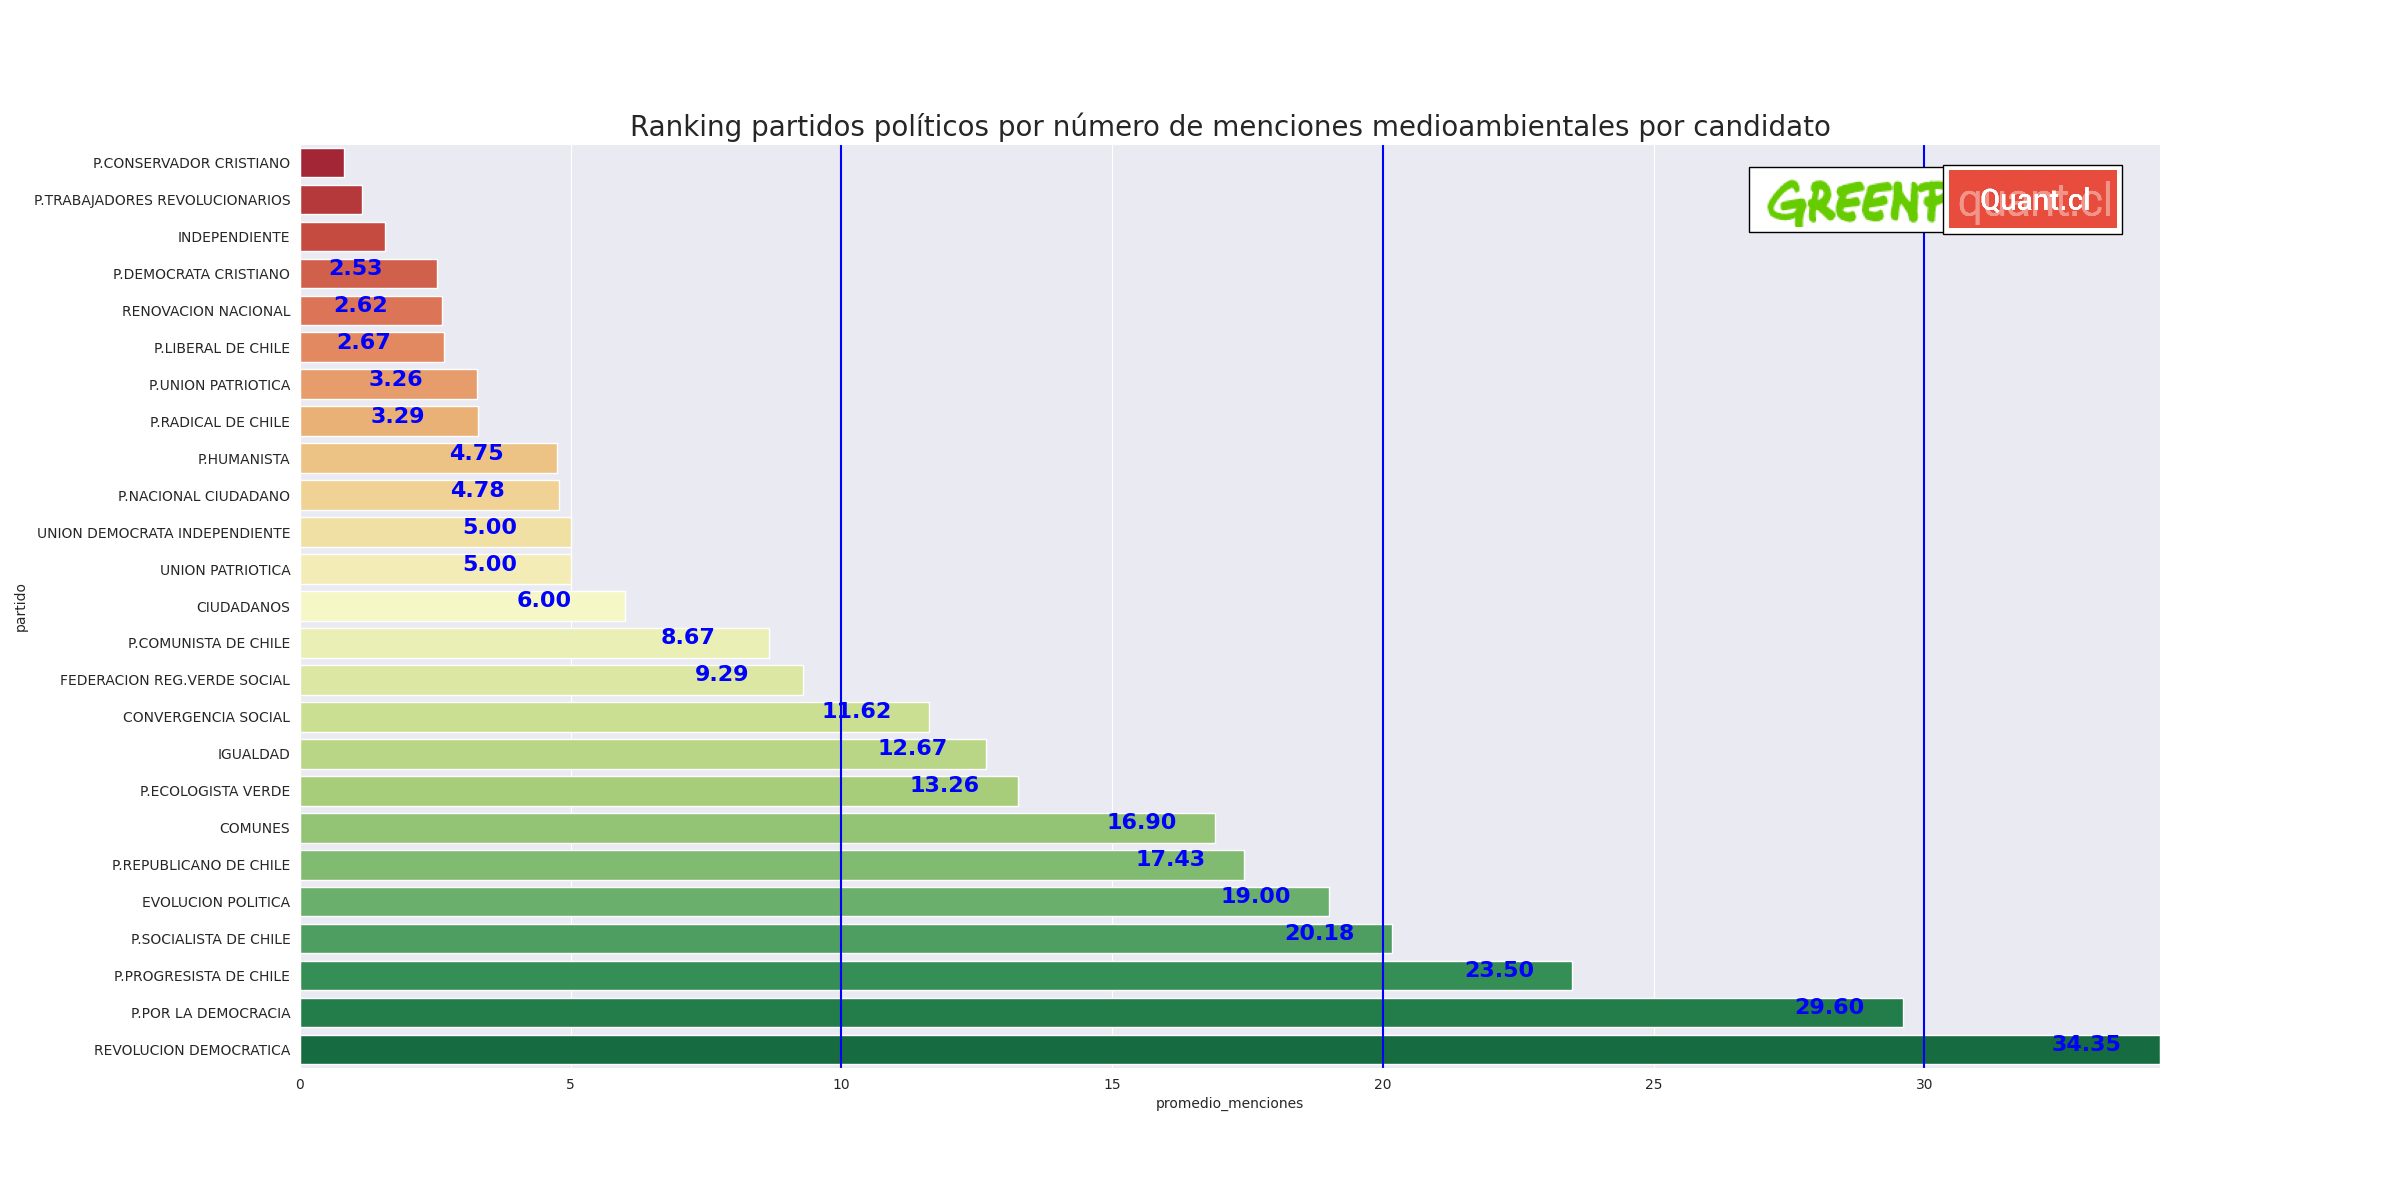 Ranking partidos políticos por número de menciones medioambientales por candidato
GREENP
quant.cl
Quant.cl
partido
P.CONSERVADOR CRISTIANO
P.TRABAJADORES REVOLUCIONARIOS
INDEPENDIENTE
P.DEMOCRATA CRISTIANO 2.53
RENOVACION NACIONAL 2.62
P.LIBERAL DE CHILE 2.67
P.UNION PATRIOTICA 3.26
P.RADICAL DE CHILE 3.29
P.HUMANISTA 4.75
P.NACIONAL CIUDADANO 4.78
UNION DEMOCRATA INDEPENDIENTE 5.00
UNION PATRIOTICA 5.00
CIUDADANOS 6.00
P.COMUNISTA DE CHILE 8.67
FEDERACION REG.VERDE SOCIAL 9.29
CONVERGENCIA SOCIAL 11.62
IGUALDAD 12.67
P.ECOLOGISTA VERDE 13.26
COMUNES 16.90
P.REPUBLICANO DE CHILE 17.43
EVOLUCION POLITICA 19.00
P.SOCIALISTA DE CHILE 20.18
P.PROGRESISTA DE CHILE 23.50
P.POR LA DEMOCRACIA 29.60
REVOLUCION DEMOCRATICA 34.35
0 5 10 15 20 25 30
promedio_menciones